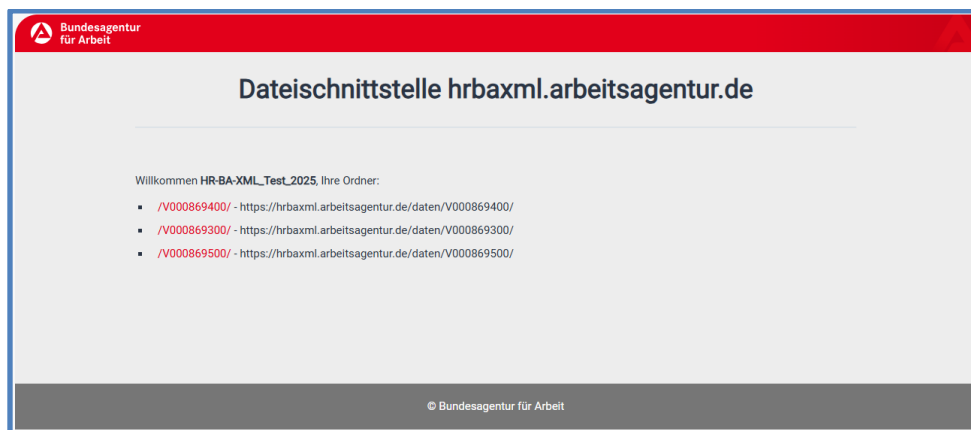 Bundesagentur
für Arbeit
Dateischnittstelle hrbaxml.arbeitsagentur.de
Willkommen HR-BA-XML_Test_2025, Ihre Ordner:
/V000869400/ - https://hrbaxml.arbeitsagentur.de/daten/V000869400/
/V000869300/ - https://hrbaxml.arbeitsagentur.de/daten/V000869300/
/V000869500/ - https://hrbaxml.arbeitsagentur.de/daten/V000869500/
© Bundesagentur für Arbeit